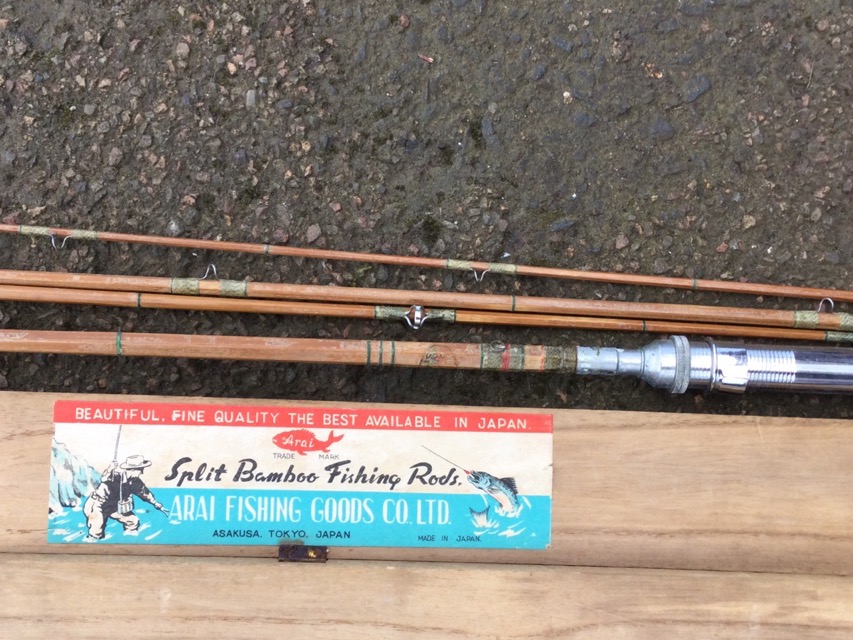 BEAUTIFUL, FINE QUALITY THE BEST AVAILABLE IN JAPAN.
Arai
TRADE MARK
Split Bamboo Fishing Rods.
ARAI FISHING GOODS CO., LTD.
ASAKUSA, TOKYO, JAPAN
MADE IN JAPAN.